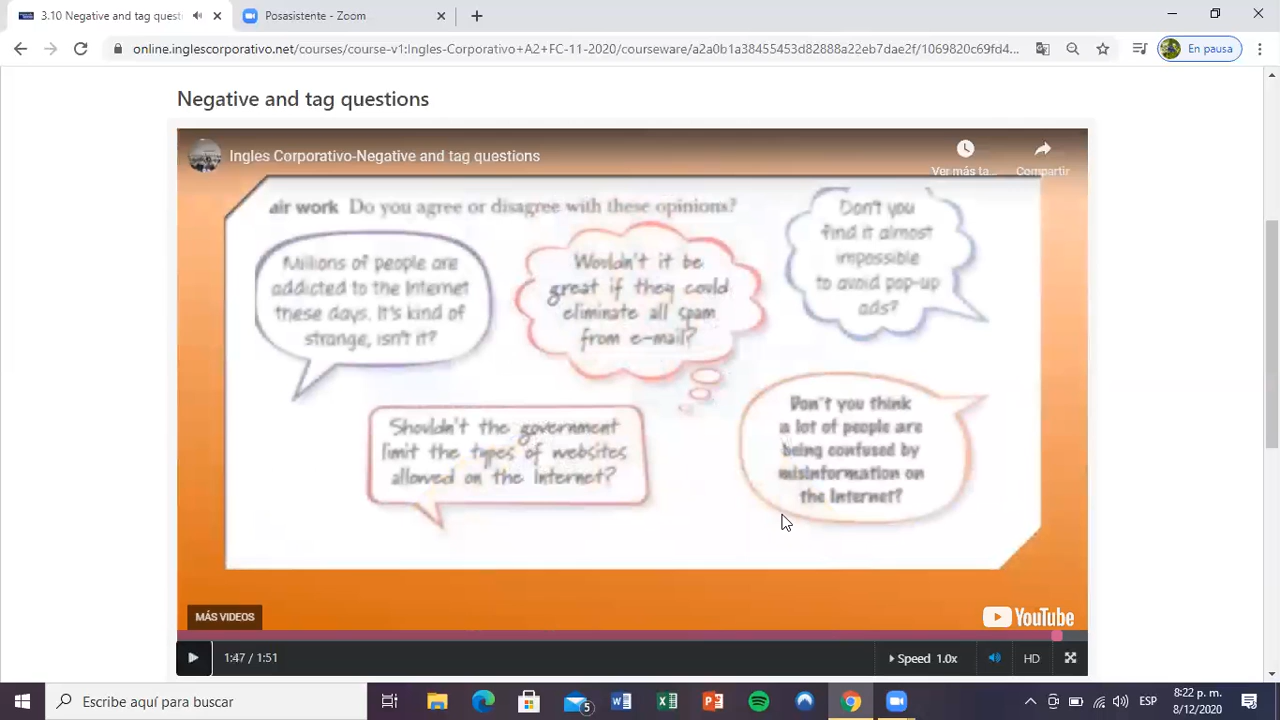 3.10 Negative and tag quest
Posasistente - Zoom
online.inglescorporativo.net/courses/course-v1:Ingles-Corporativo+A2+FC-11-2020/courseware/a2a0b1a38455453d82888a22eb7dae2f/1069820c69fd4...
En pausa
Negative and tag questions
Ingles Corporativo-Negative and tag questions
Ver más ta...
Compartir
air work Do you agree or disagree with these opinions?
Millions of people are
addicted to the Internet
these days. It's kind of
strange, isn't it?
Wouldn't it be
great if they could
eliminate all spam
from e-mail?
Don't you
find it almost
impossible
to avoid pop-up
ads?
Shouldn't the government
limit the types of websites
allowed on the Internet?
Don't you think
a lot of people are
being confused by
misinformation on
the Internet?
MÁS VIDEOS
YouTube
1:47 / 1:51
Speed 1.0x
HD
Escribe aquí para buscar
5
ESP
8:22 p. m.
8/12/2020